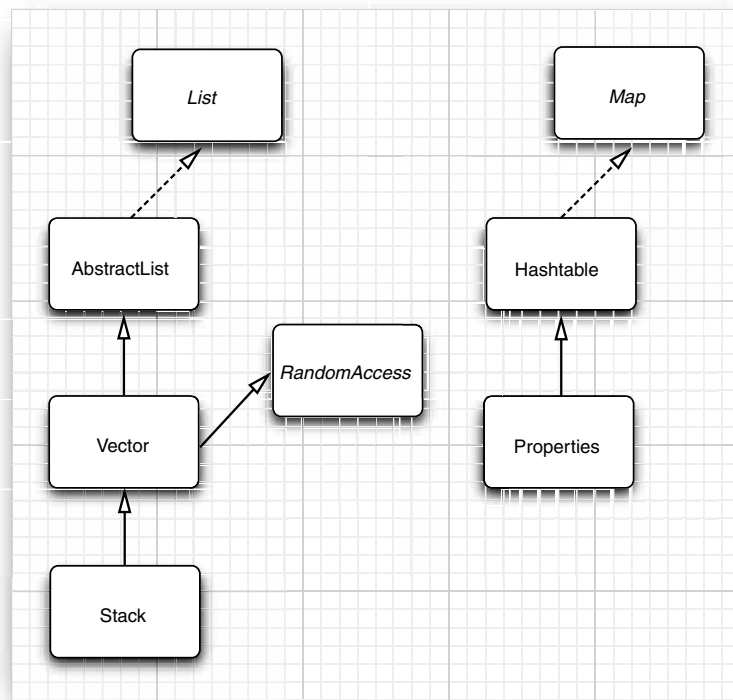 List
Map
AbstractList
Hashtable
RandomAccess
Vector
Properties
Stack